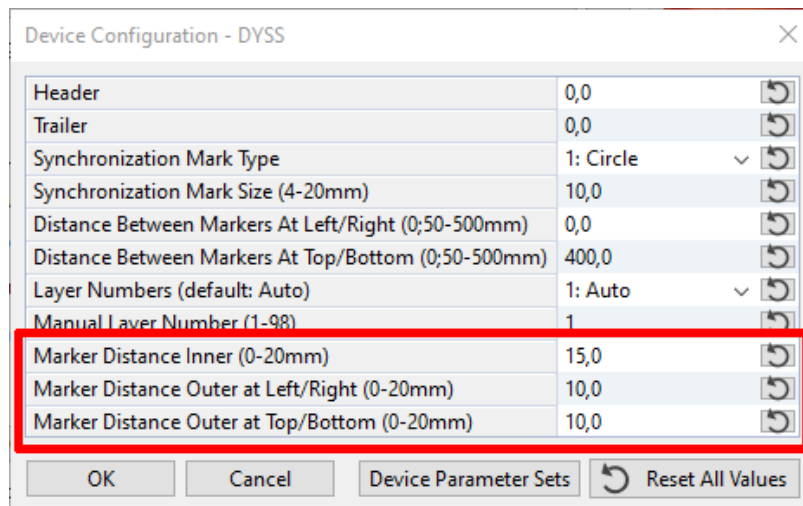 Device Configuration - DYSS
Header 0,0
Trailer 0,0
Synchronization Mark Type 1: Circle
Synchronization Mark Size (4-20mm) 10,0
Distance Between Markers At Left/Right (0;50-500mm) 0,0
Distance Between Markers At Top/Bottom (0;50-500mm) 400,0
Layer Numbers (default: Auto) 1: Auto
Manual Layer Number (1-98) 1
Marker Distance Inner (0-20mm) 15,0
Marker Distance Outer at Left/Right (0-20mm) 10,0
Marker Distance Outer at Top/Bottom (0-20mm) 10,0
OK Cancel Device Parameter Sets Reset All Values